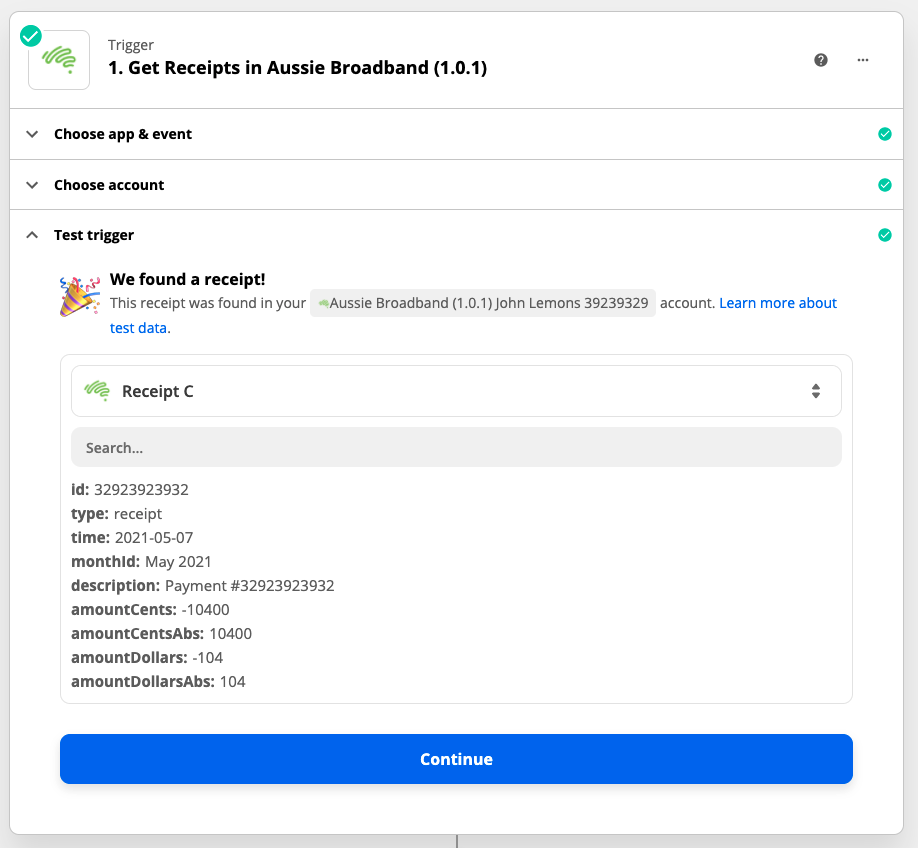 Trigger
1. Get Receipts in Aussie Broadband (1.0.1)
Choose app & event
Choose account
Test trigger
We found a receipt!
This receipt was found in your Aussie Broadband (1.0.1) John Lemons 39239329 account. Learn more about
test data.
Receipt C
Search...
id: 32923923932
type: receipt
time: 2021-05-07
monthId: May 2021
description: Payment #32923923932
amountCents: -10400
amountCentsAbs: 10400
amountDollars: -104
amountDollarsAbs: 104
Continue